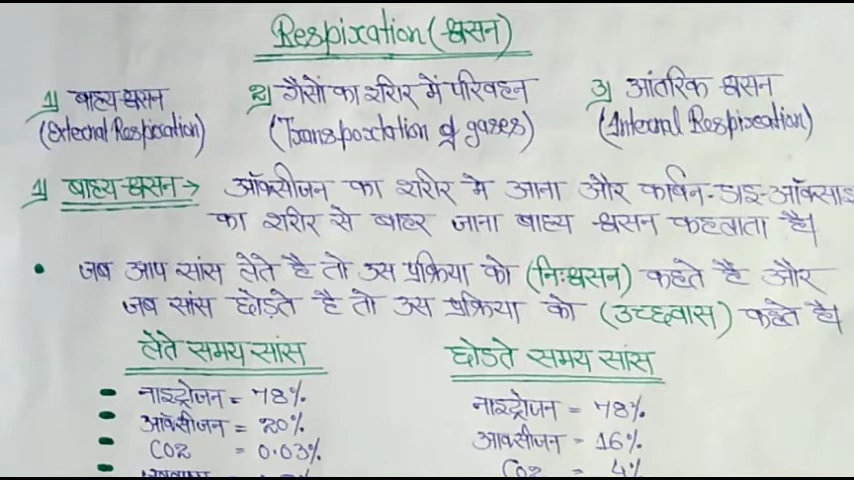 Respiration (श्वसन)
1) बाह्य श्वसन 2) गैसों का शरिर में परिवहन 3) आंतरिक श्वसन
(External Respiration) (Transportation of gases) (Internal Respiration)
1) बाह्य श्वसन → ऑक्सीजन का शरीर मे आना और कार्बन-डाइ-ऑक्साइ
का शरीर से बाहर जाना बाह्य श्वसन कहलाता है।
• जब आप सांस लेते है तो उस प्रक्रिया को (निःश्वसन) कहते है और
जब सांस छोड़ते है तो उस प्रक्रिया को (उच्छवास) कहते है।
लेते समय सांस छोडते समय सांस
• नाइट्रोजन = 78% नाइट्रोजन = 78%
• ऑक्सीजन = 20% ऑक्सीजन = 16%
• CO2 = 0.03% CO2 = 4%